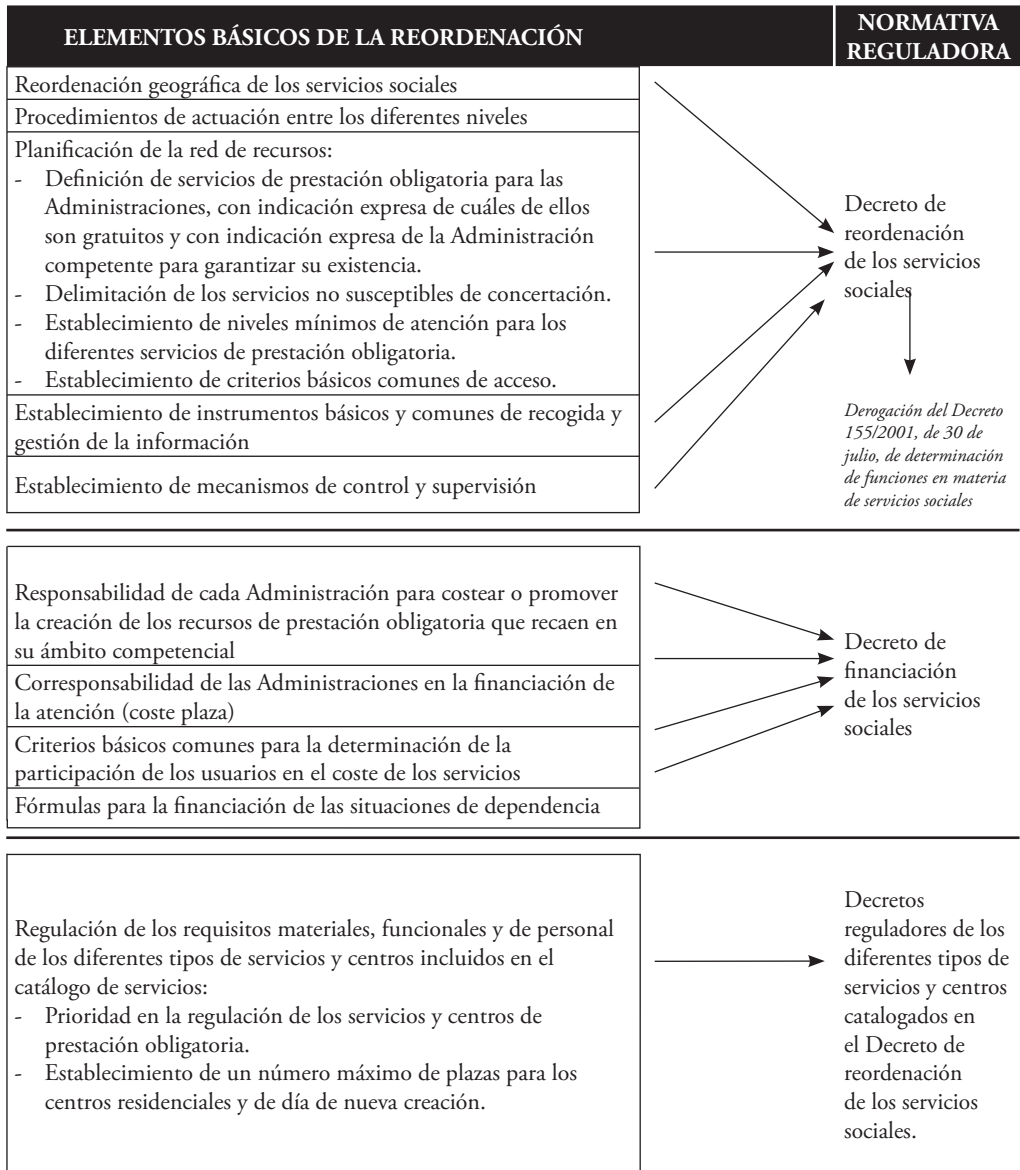 ELEMENTOS BÁSICOS DE LA REORDENACIÓN
NORMATIVA
REGULADORA
Reordenación geográfica de los servicios sociales
Procedimientos de actuación entre los diferentes niveles
Planificación de la red de recursos:
- Definición de servicios de prestación obligatoria para las
Administraciones, con indicación expresa de cuáles de ellos
son gratuitos y con indicación expresa de la Administración
competente para garantizar su existencia.
- Delimitación de los servicios no susceptibles de concertación.
- Establecimiento de niveles mínimos de atención para los
diferentes servicios de prestación obligatoria.
- Establecimiento de criterios básicos comunes de acceso.
Establecimiento de instrumentos básicos y comunes de recogida y
gestión de la información
Establecimiento de mecanismos de control y supervisión
Decreto de
reordenación
de los servicios
sociales
Derogación del Decreto
155/2001, de 30 de
julio, de determinación
de funciones en materia
de servicios sociales
Responsabilidad de cada Administración para costear o promover
la creación de los recursos de prestación obligatoria que recaen en
su ámbito competencial
Corresponsabilidad de las Administraciones en la financiación de
la atención (coste plaza)
Criterios básicos comunes para la determinación de la
participación de los usuarios en el coste de los servicios
Fórmulas para la financiación de las situaciones de dependencia
Decreto de
financiación
de los servicios
sociales
Regulación de los requisitos materiales, funcionales y de personal
de los diferentes tipos de servicios y centros incluidos en el
catálogo de servicios:
- Prioridad en la regulación de los servicios y centros de
prestación obligatoria.
- Establecimiento de un número máximo de plazas para los
centros residenciales y de día de nueva creación.
Decretos
reguladores de los
diferentes tipos de
servicios y centros
catalogados en
el Decreto de
reordenación
de los servicios
sociales.